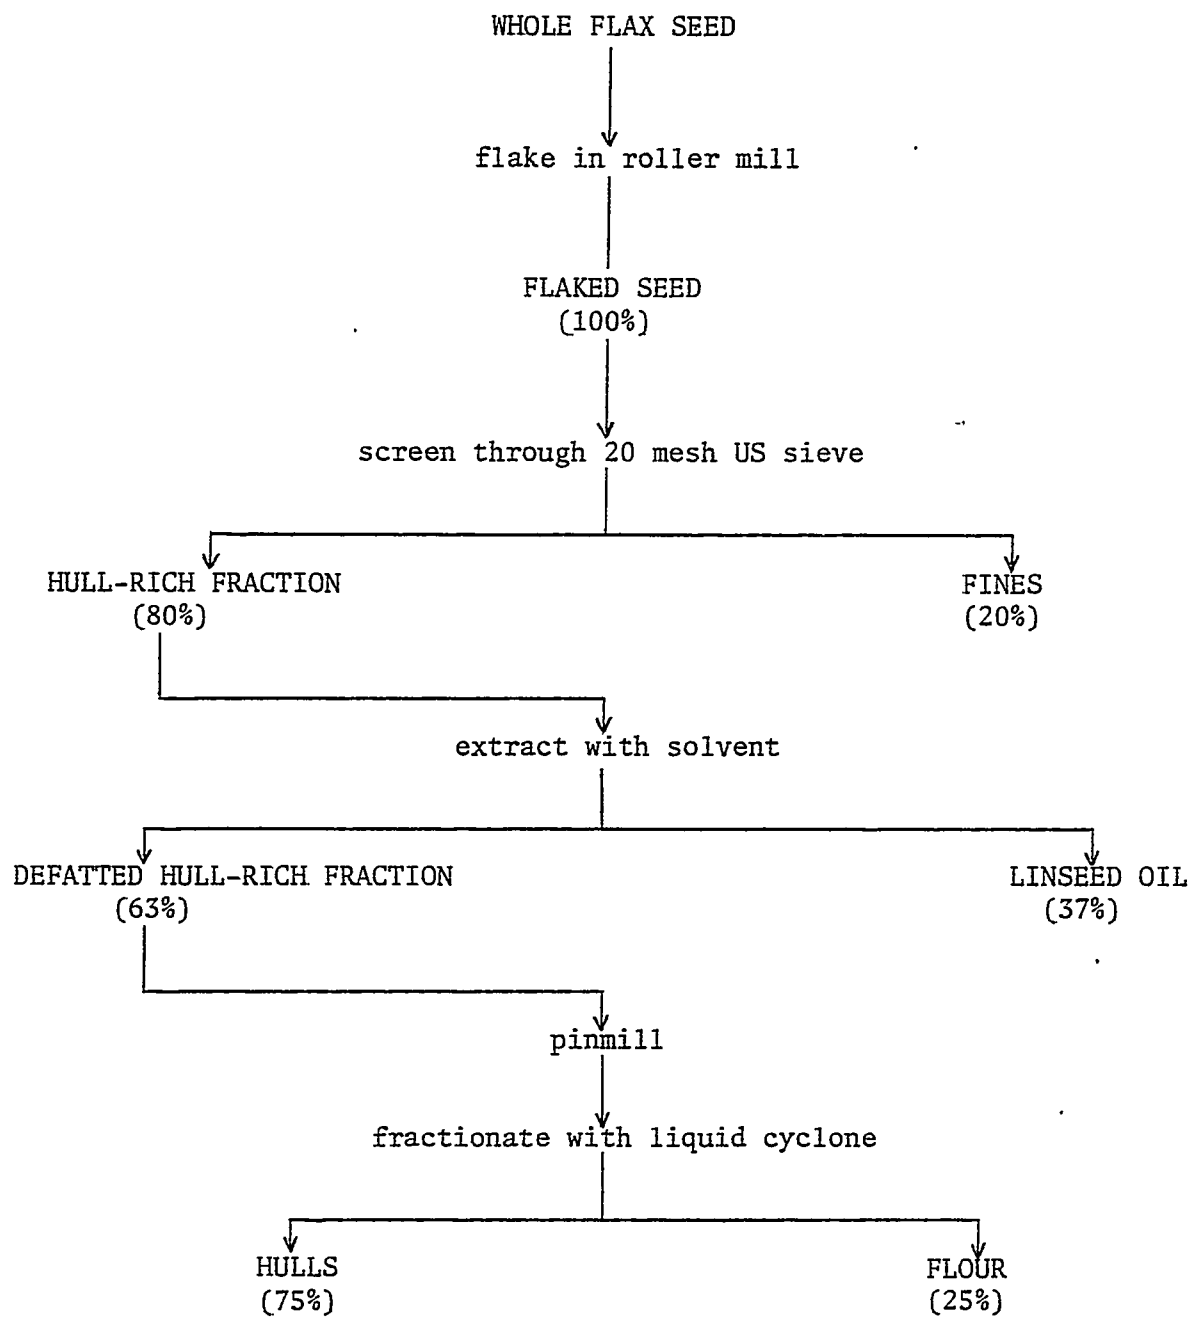 WHOLE FLAX SEED
flake in roller mill
FLAKED SEED
(100%)
screen through 20 mesh US sieve
HULL-RICH FRACTION
(80%)
FINES
(20%)
extract with solvent
DEFATTED HULL-RICH FRACTION
(63%)
LINSEED OIL
(37%)
pinmill
fractionate with liquid cyclone
HULLS
(75%)
FLOUR
(25%)